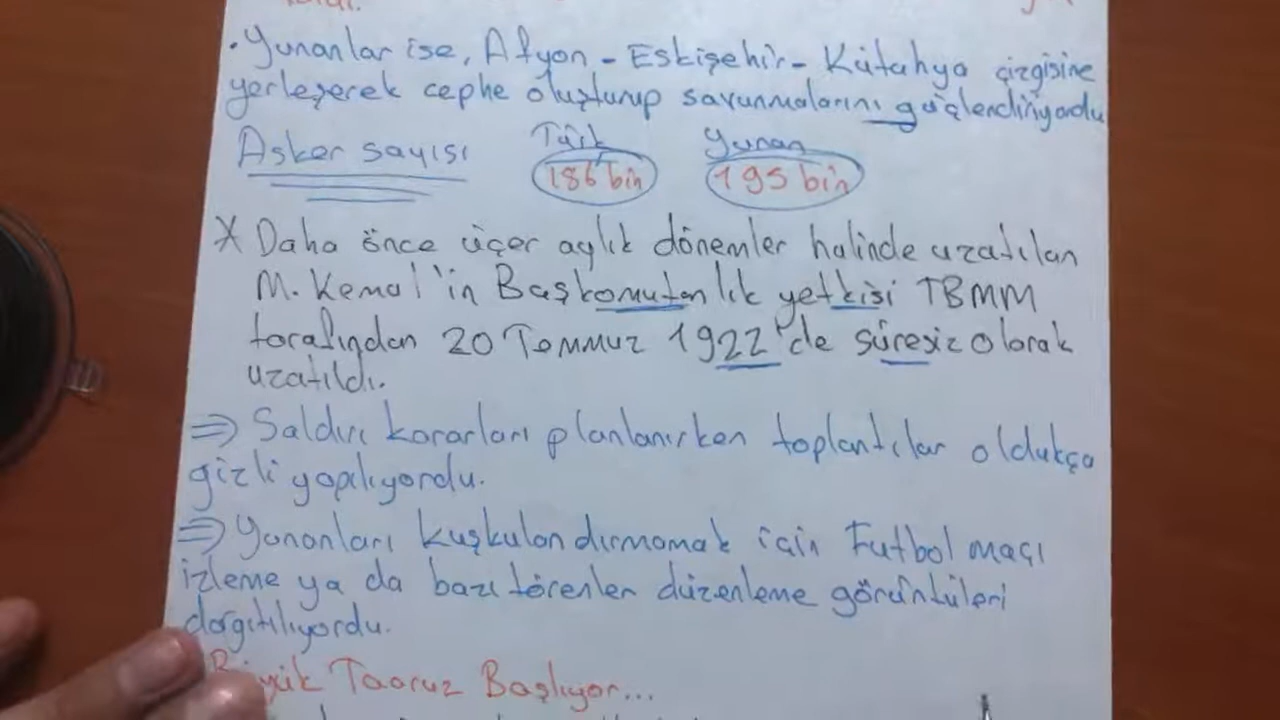 • Yunanlar ise, Afyon - Eskişehir - Kütahya çizgisine
yerleşerek cephe oluşturup savunmalarını güçlendiriyordu
Asker sayısı Türk Yunan
186 bin 195 bin
* Daha önce üçer aylık dönemler halinde uzatılan
M. Kemal'in Başkomutanlık yetkisi TBMM
tarafından 20 Temmuz 1922'de süresiz olarak
uzatıldı.
⇒ Saldırı kararları planlanırken toplantılar oldukça
gizli yapılıyordu.
⇒ Yunanları kuşkulandırmamak için Futbol maçı
izleme ya da bazı törenler düzenleme görüntüleri
dağıtılıyordu.
Büyük Taaruz Başlıyor...